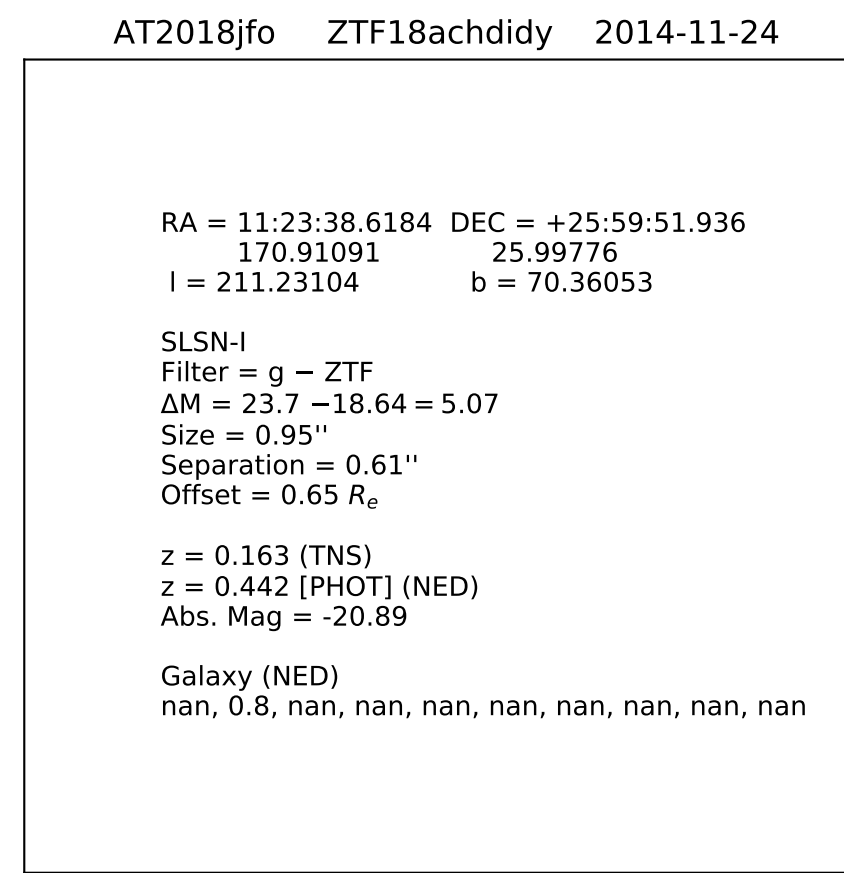 AT2018jfo ZTF18achdidy 2014-11-24
RA = 11:23:38.6184 DEC = +25:59:51.936
170.91091 25.99776
l = 211.23104 b = 70.36053
SLSN-I
Filter = g − ZTF
ΔM = 23.7 −18.64 = 5.07
Size = 0.95''
Separation = 0.61''
Offset = 0.65 Re
z = 0.163 (TNS)
z = 0.442 [PHOT] (NED)
Abs. Mag = -20.89
Galaxy (NED)
nan, 0.8, nan, nan, nan, nan, nan, nan, nan, nan